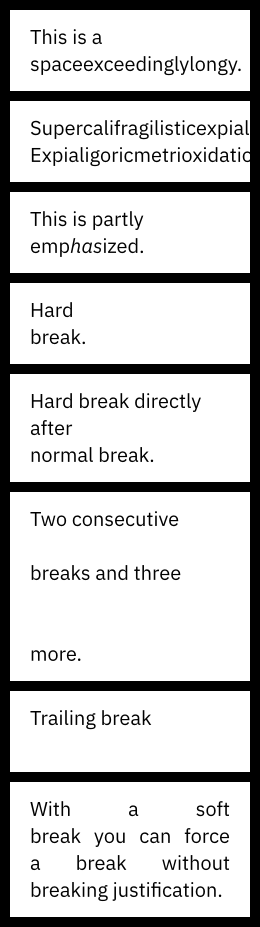 This is a
spaceexceedinglylongy.
Supercalifragilisticexpial
Expialigoricmetrioxidatio
This is partly
emphasized.
Hard
break.
Hard break directly
after
normal break.
Two consecutive
breaks and three
more.
Trailing break
With a soft
break you can force
a break without
breaking justification.